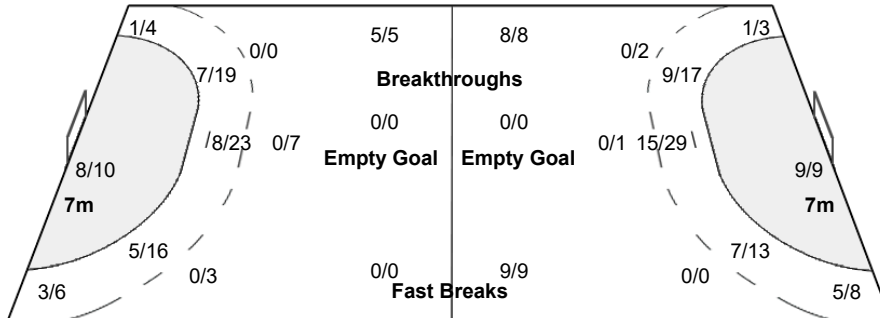 1/4 5/5 8/8 1/3
0/0 0/2
7/19 Breakthroughs 9/17
0/0 0/0
8/23 0/7 0/1 15/29
Empty Goal Empty Goal
8/10 9/9
7m 7m
5/16 7/13
0/3 0/0 9/9 0/0
3/6 Fast Breaks 5/8